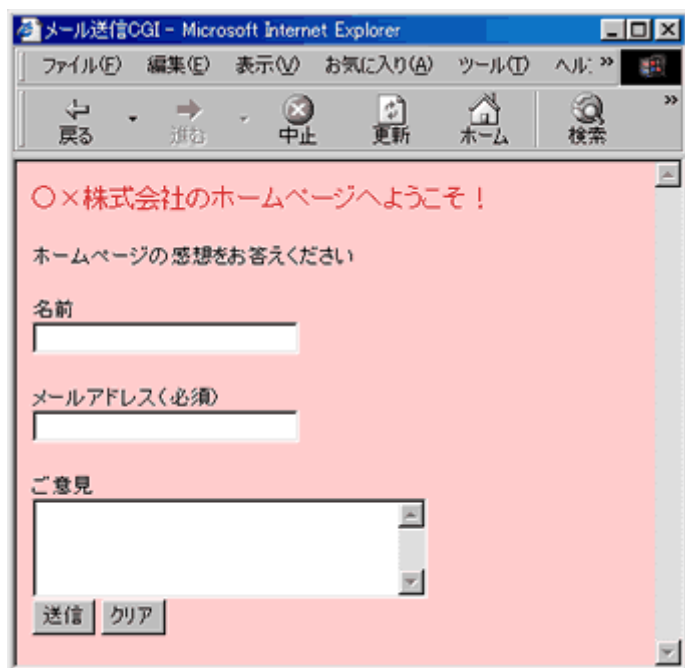 メール送信CGI - Microsoft Internet Explorer
ファイル(F) 編集(E) 表示(V) お気に入り(A) ツール(T) ヘル: »
戻る 進む 中止 更新 ホーム 検索 »
○×株式会社のホームページへようこそ！
ホームページの感想をお答えください
名前
メールアドレス(必須)
ご意見
送信 クリア